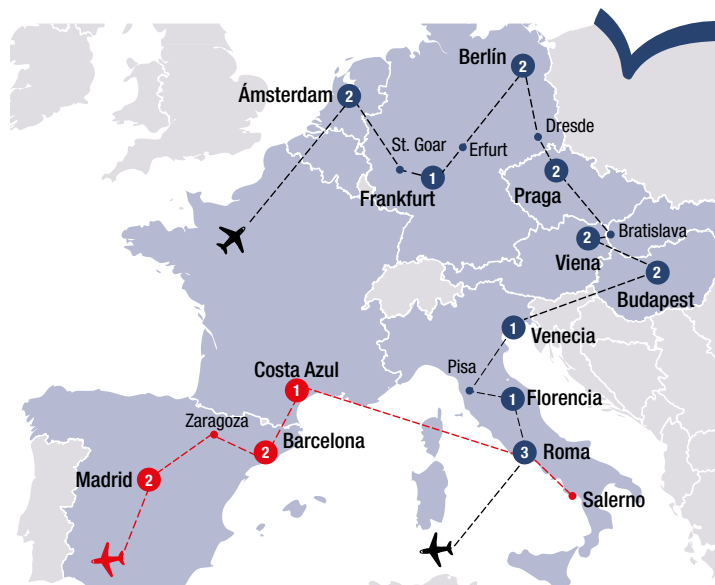 Berlín
2
Ámsterdam
2
Dresde
St. Goar
Erfurt
1
Frankfurt
2
Praga
Bratislava
2
Viena
2
Budapest
1
Venecia
Costa Azul
1
Pisa
1
Florencia
Zaragoza
Barcelona
2
3
Roma
Madrid
2
Salerno